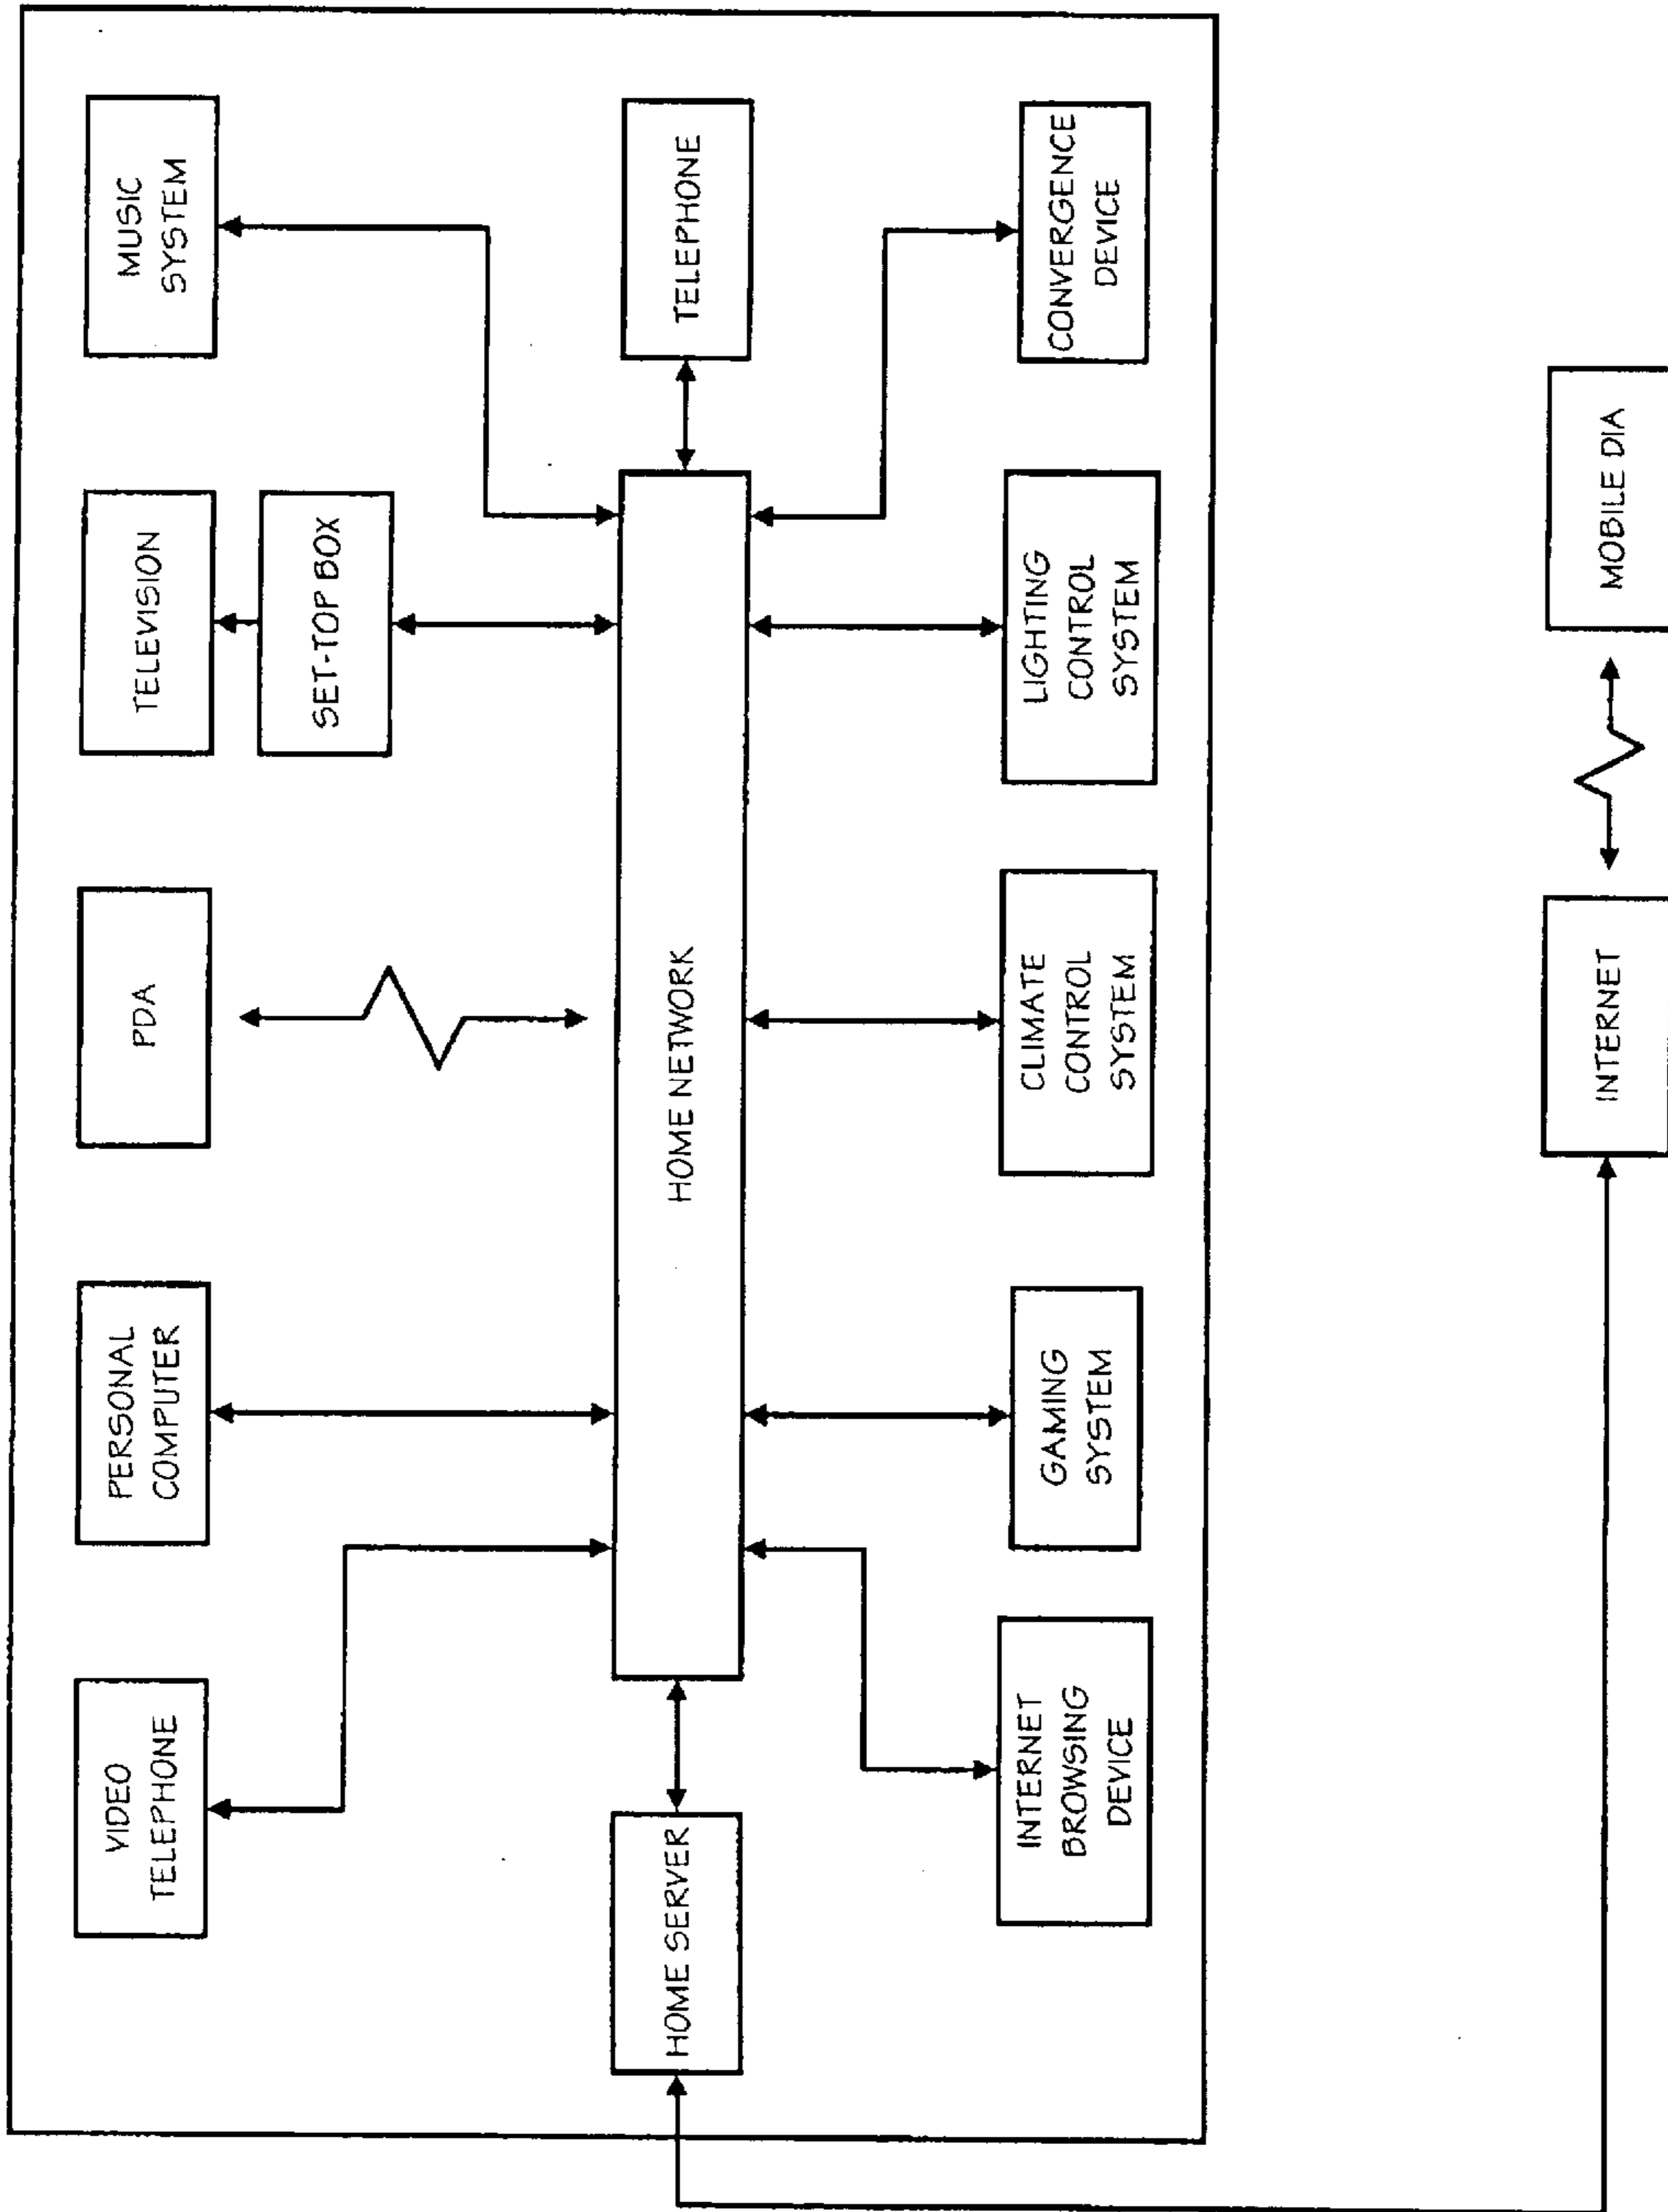 VIDEO
TELEPHONE
PERSONAL
COMPUTER
PDA
TELEVISION
SET-TOP BOX
MUSIC
SYSTEM
HOME SERVER
HOME NETWORK
TELEPHONE
INTERNET
BROWSING
DEVICE
GAMING
SYSTEM
CLIMATE
CONTROL
SYSTEM
LIGHTING
CONTROL
SYSTEM
CONVERGENCE
DEVICE
INTERNET
MOBILE DIA